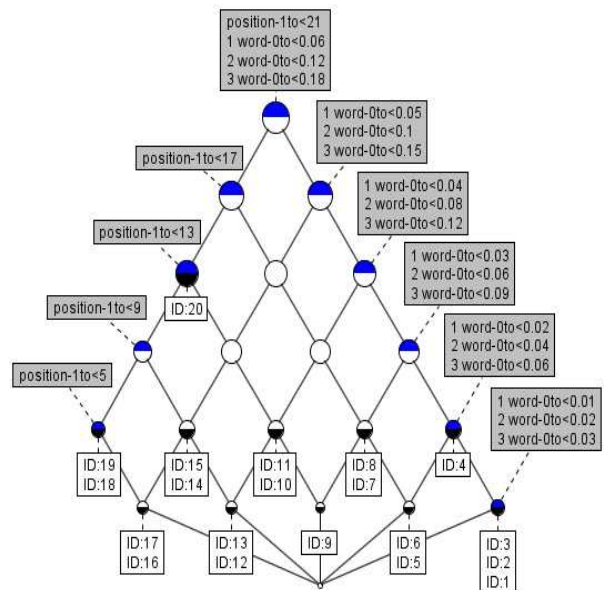 position-1to<21
1 word-0to<0.06
2 word-0to<0.12
3 word-0to<0.18
1 word-0to<0.05
2 word-0to<0.1
3 word-0to<0.15
position-1to<17
1 word-0to<0.04
2 word-0to<0.08
3 word-0to<0.12
position-1to<13
1 word-0to<0.03
2 word-0to<0.06
3 word-0to<0.09
ID:20
position-1to<9
1 word-0to<0.02
2 word-0to<0.04
3 word-0to<0.06
position-1to<5
1 word-0to<0.01
2 word-0to<0.02
3 word-0to<0.03
ID:19
ID:18
ID:15
ID:14
ID:11
ID:10
ID:8
ID:7
ID:4
ID:17
ID:16
ID:13
ID:12
ID:9
ID:6
ID:5
ID:3
ID:2
ID:1